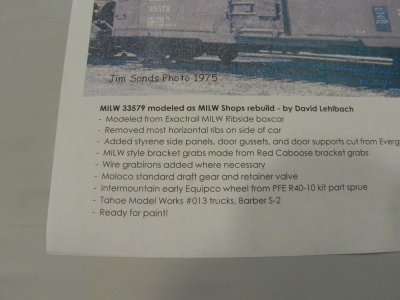 33579
Jim Sands Photo 1975
MILW 33579 modeled as MILW Shops rebuild - by David Lehlbach
- Modeled from Exactrail MILW Ribside boxcar
- Removed most horizontal ribs on side of car
- Added styrene side panels, door gussets, and door supports cut from Everg
- MILW style bracket grabs made from Red Caboose bracket grabs
- Wire grabirons added where necessary
- Moloco standard draft gear and retainer valve
- Intermountain early Equipco wheel from PFE R40-10 kit part sprue
- Tahoe Model Works #013 trucks, Barber S-2
- Ready for paint!